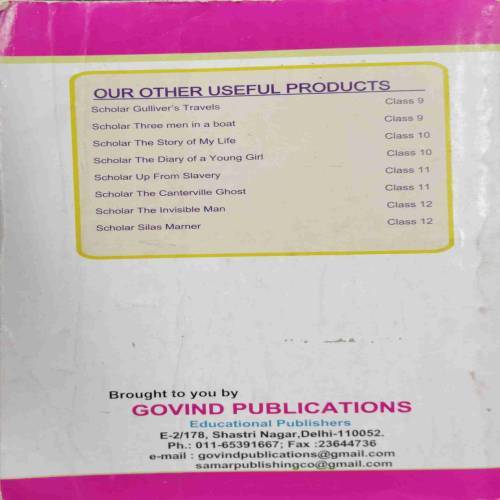 OUR OTHER USEFUL PRODUCTS
Scholar Gulliver's Travels Class 9
Scholar Three men in a boat Class 9
Scholar The Story of My Life Class 10
Scholar The Diary of a Young Girl Class 10
Scholar Up From Slavery Class 11
Scholar The Canterville Ghost Class 11
Scholar The Invisible Man Class 12
Scholar Silas Marner Class 12
Brought to you by
GOVIND PUBLICATIONS
Educational Publishers
E-2/178, Shastri Nagar,Delhi-110052.
Ph.: 011-65391667; Fax :23644736
e-mail : govindpublications@gmail.com
samarpublishingco@gmail.com